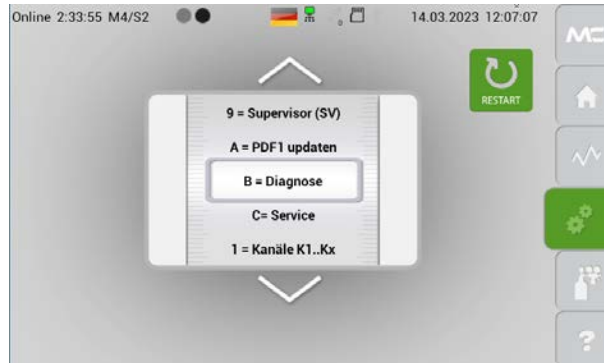 Online 2:33:55 M4/S2
14.03.2023 12:07:07
MC
RESTART
9 = Supervisor (SV)
A = PDF1 updaten
B = Diagnose
C= Service
1 = Kanäle K1..Kx
?